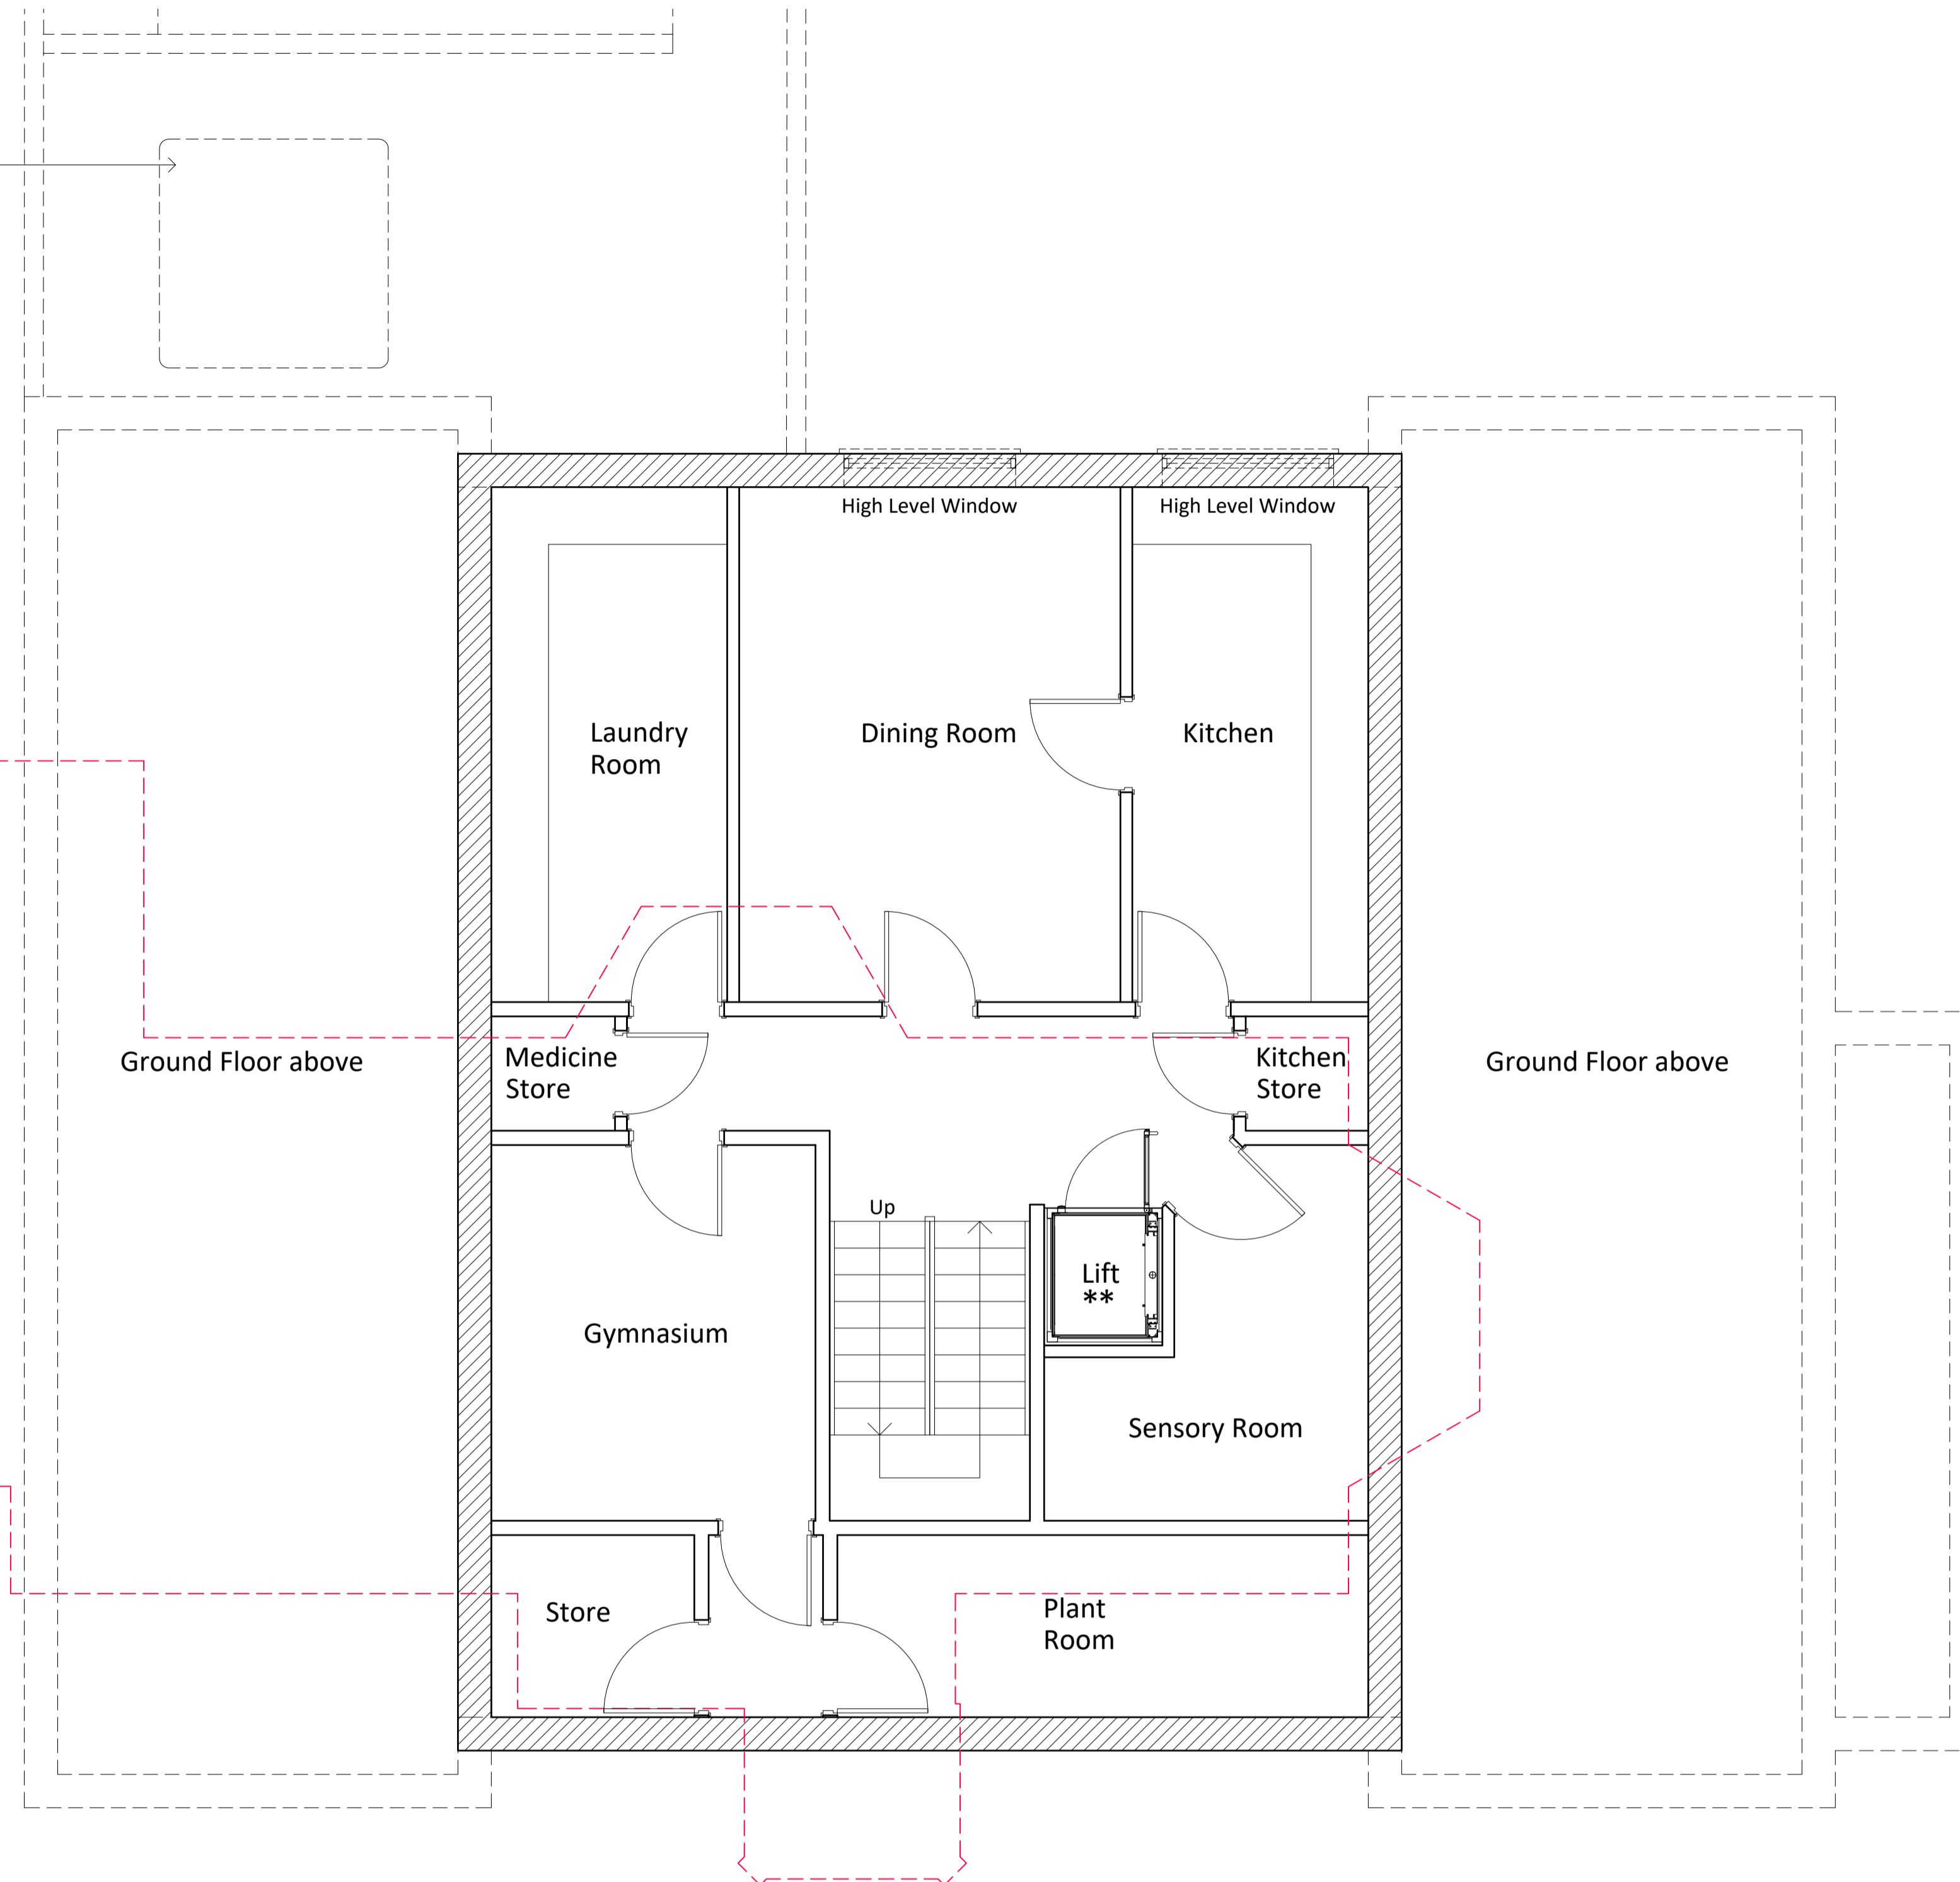 High Level Window
High Level Window
Laundry
Room
Dining Room
Kitchen
Ground Floor above
Medicine
Store
Kitchen
Store
Ground Floor above
Up
Lift
**
Gymnasium
Sensory Room
Store
Plant
Room